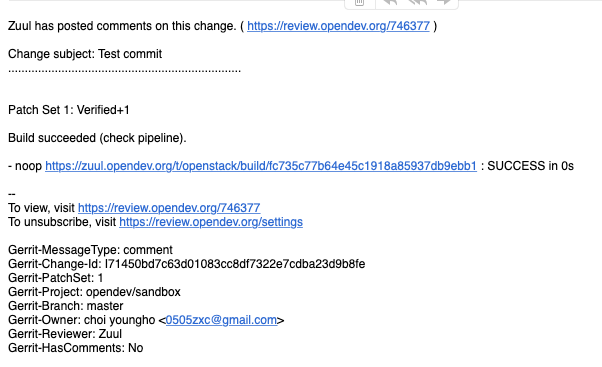 Zuul has posted comments on this change. ( https://review.opendev.org/746377 )
Change subject: Test commit
......................................................................
Patch Set 1: Verified+1
Build succeeded (check pipeline).
- noop https://zuul.opendev.org/t/openstack/build/fc735c77b64e45c1918a85937db9ebb1 : SUCCESS in 0s
--
To view, visit https://review.opendev.org/746377
To unsubscribe, visit https://review.opendev.org/settings
Gerrit-MessageType: comment
Gerrit-Change-Id: I71450bd7c63d01083cc8df7322e7cdba23d9b8fe
Gerrit-PatchSet: 1
Gerrit-Project: opendev/sandbox
Gerrit-Branch: master
Gerrit-Owner: choi youngho <0505zxc@gmail.com>
Gerrit-Reviewer: Zuul
Gerrit-HasComments: No